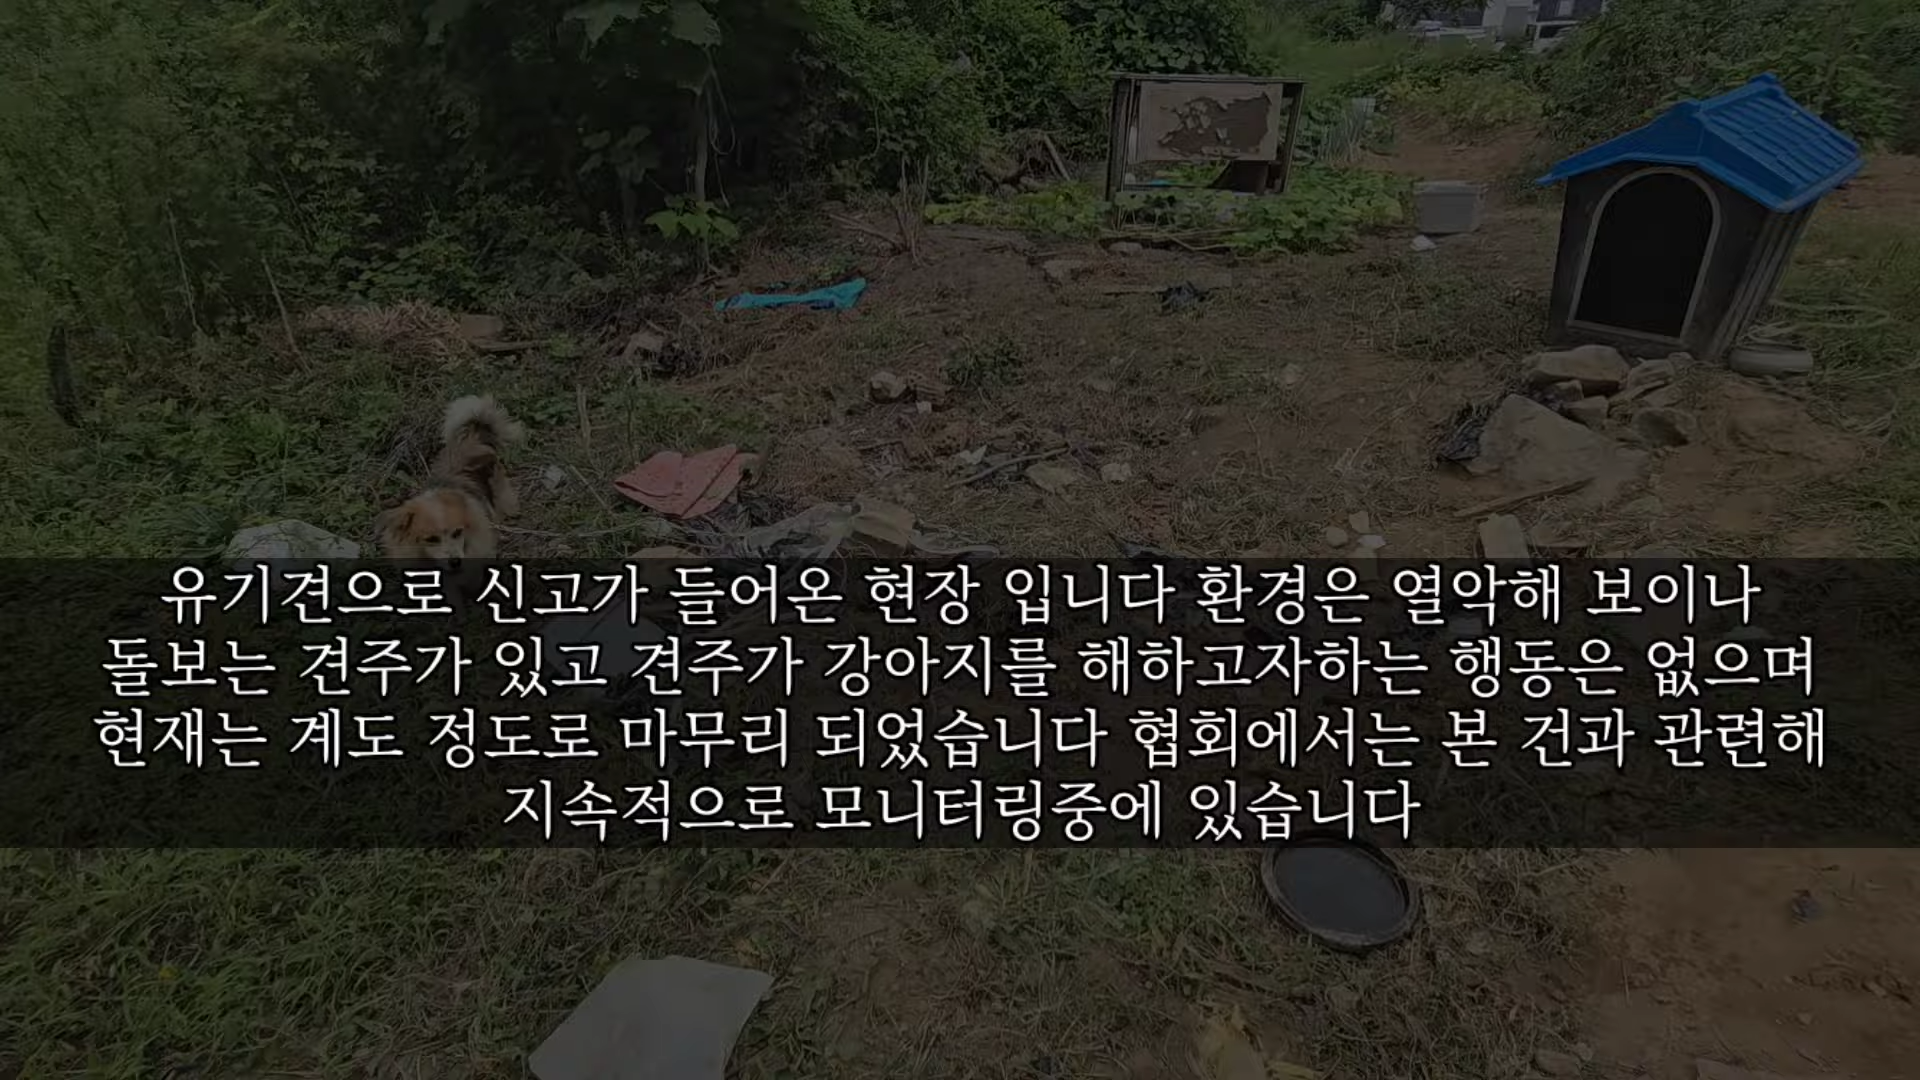 유기견으로 신고가 들어온 현장 입니다 환경은 열악해 보이나
돌보는 견주가 있고 견주가 강아지를 해하고자하는 행동은 없으며
현재는 계도 정도로 마무리 되었습니다 협회에서는 본 건과 관련해
지속적으로 모니터링중에 있습니다